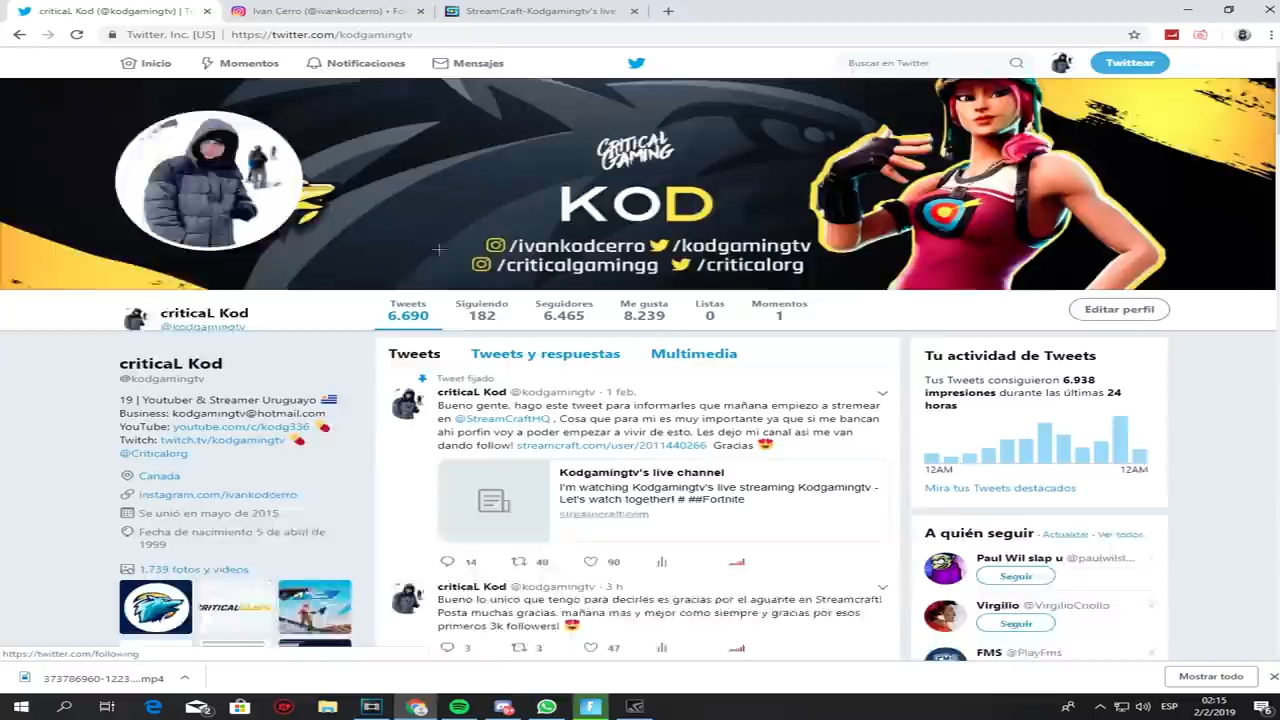 criticaL Kod (@kodgamingtv) | T
Ivan Cerro (@ivankodcerro) • Fo
StreamCraft-Kodgamingtv's live
Twitter, Inc. [US] | https://twitter.com/kodgamingtv
Inicio
Momentos
Notificaciones
Mensajes
Buscar en Twitter
Twittear
CRITICAL
GAMING
KOD
/ivankodcerro /kodgamingtv
/criticalgamingg /criticalorg
criticaL Kod
@kodgamingtv
Tweets
6.690
Siguiendo
182
Seguidores
6.465
Me gusta
8.239
Listas
0
Momentos
1
Editar perfil
criticaL Kod
@kodgamingtv
19 | Youtuber & Streamer Uruguayo 🇺🇾
Business: kodgamingtv@hotmail.com
YouTube: youtube.com/c/kodg336
Twitch: twitch.tv/kodgamingtv
@Criticalorg
Canada
instagram.com/ivankodcerro
Se unió en mayo de 2015
Fecha de nacimiento 5 de abril de
1999
1.739 fotos y videos
Tweets
Tweets y respuestas
Multimedia
Tweet fijado
criticaL Kod @kodgamingtv · 1 feb.
Bueno gente, hago este tweet para informarles que mañana empiezo a stremear
en @StreamCraftHQ , Cosa que para mi es muy importante ya que si me bancan
ahi porfin voy a poder empezar a vivir de esto. Les dejo mi canal asi me van
dando follow! streamcraft.com/user/2011440266 Gracias 😍
Kodgamingtv's live channel
I'm watching Kodgamingtv's live streaming Kodgamingtv -
Let's watch together! # ##Fortnite
streamcraft.com
14
40
90
criticaL Kod @kodgamingtv · 3 h
Bueno lo unico que tengo para decirles es gracias por el aguante en Streamcraft!
Posta muchas gracias, mañana mas y mejor como siempre y gracias por esos
primeros 3k followers! 😍
3
3
47
Tu actividad de Tweets
Tus Tweets consiguieron 6.938
impresiones durante las últimas 24
horas
12AM
12AM
Mira tus Tweets destacados
A quién seguir · Actualizar · Ver todos
Paul Wil slap u @paulwilsl...
Seguir
Virgilio @VirgilioCriollo
Seguir
FMS @PlayFms
https://twitter.com/following
373786960-1223....mp4
Mostrar todo
ESP
02:15
2/2/2019
6